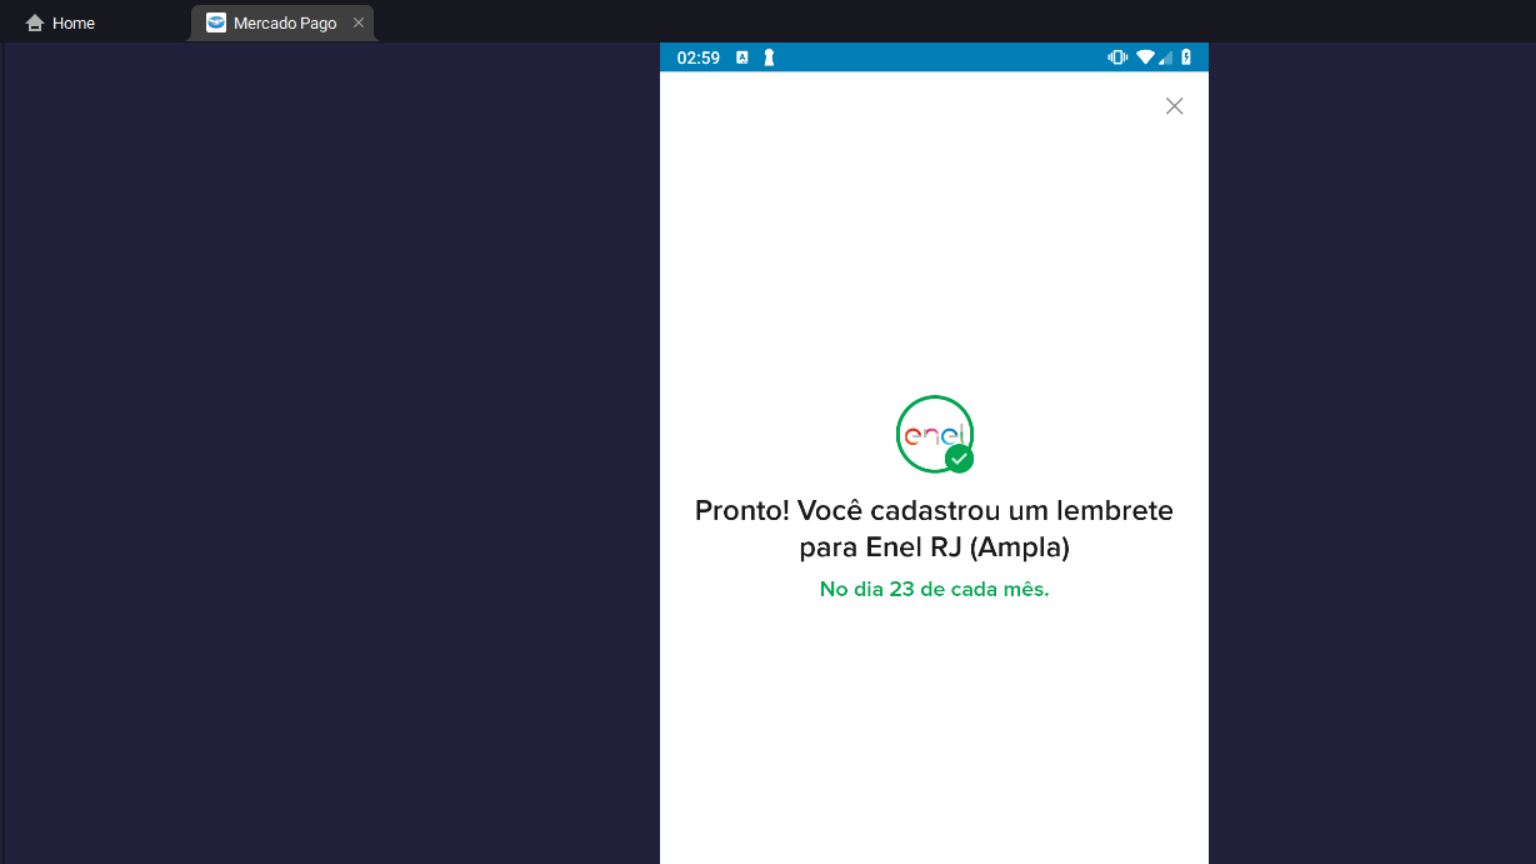 Home
Mercado Pago
02:59
enel
Pronto! Você cadastrou um lembrete
para Enel RJ (Ampla)
No dia 23 de cada mês.